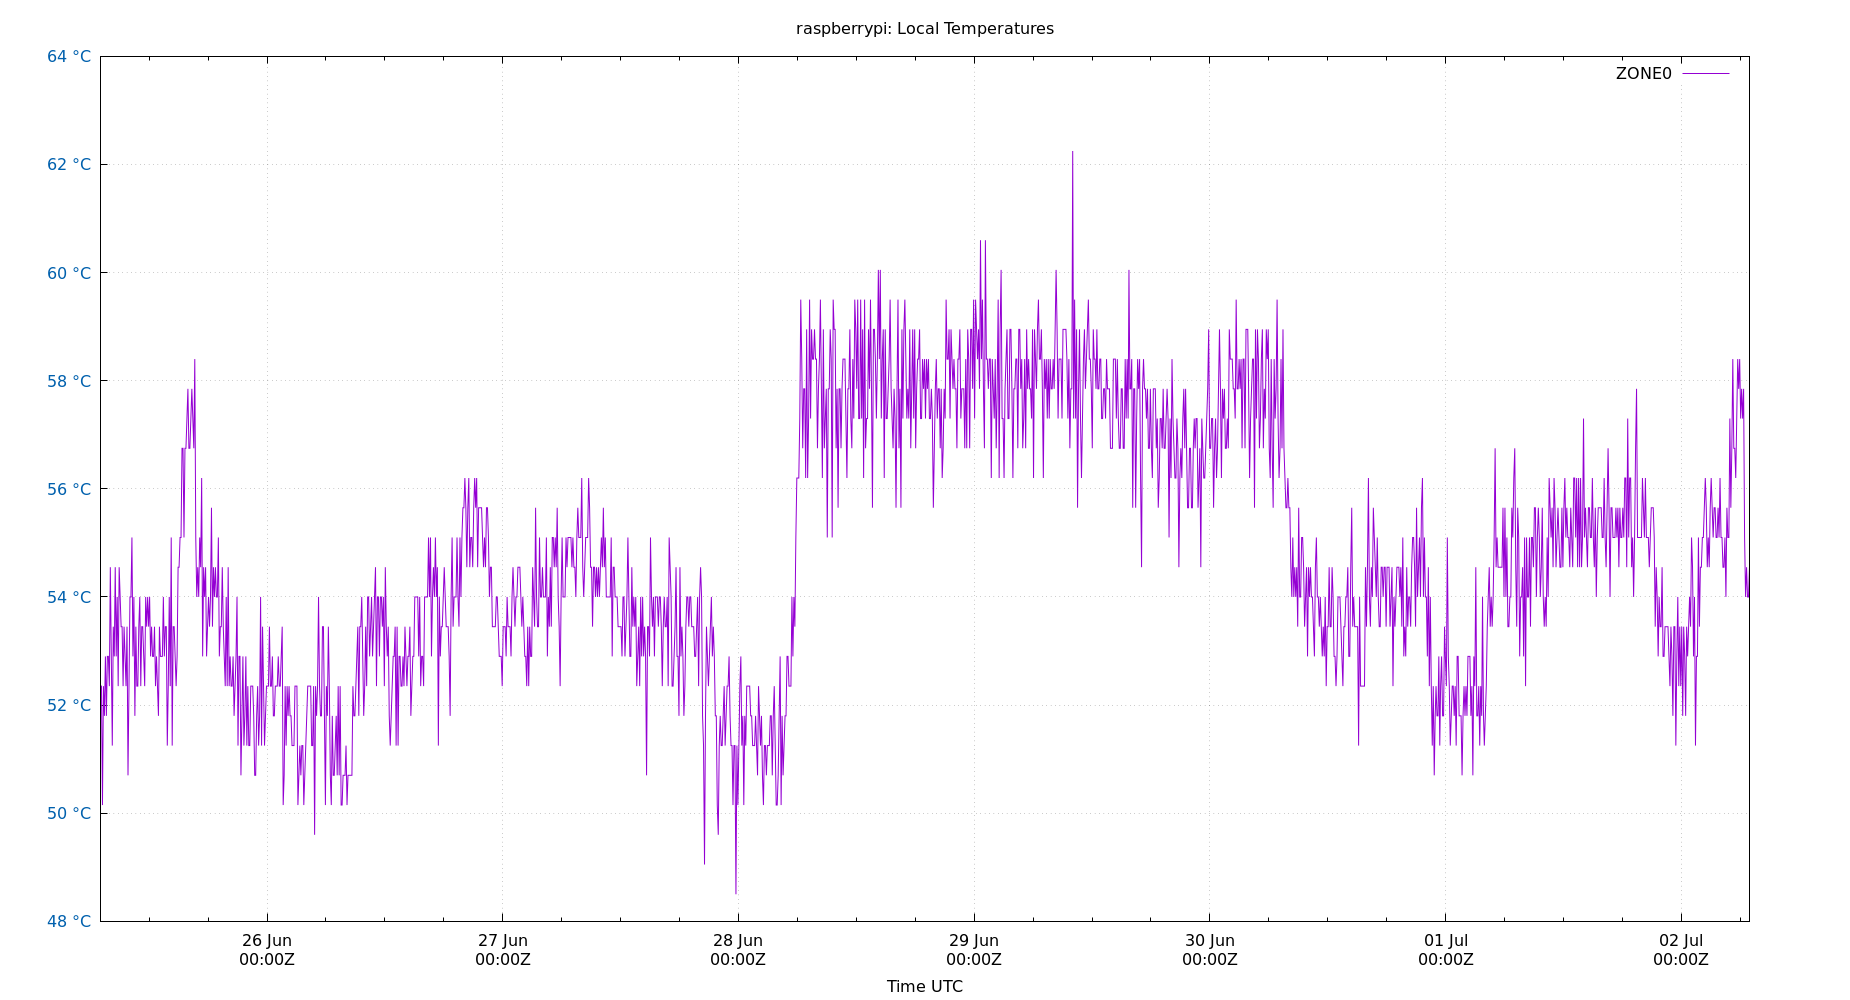 raspberrypi: Local Temperatures
ZONE0
64 °C
62 °C
60 °C
58 °C
56 °C
54 °C
52 °C
50 °C
48 °C
26 Jun 27 Jun 28 Jun 29 Jun 30 Jun 01 Jul 02 Jul
00:00Z 00:00Z 00:00Z 00:00Z 00:00Z 00:00Z 00:00Z
Time UTC